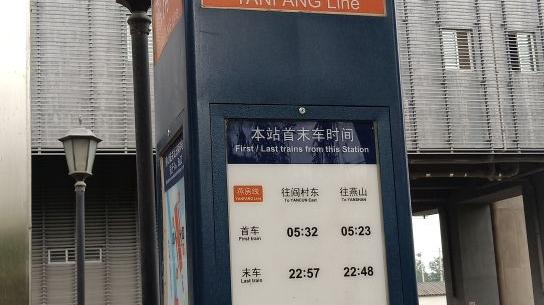 YANFANG Line
本站首末车时间
First / Last trains from this Station
燕房线 往阎村东 往燕山
YANFANG Line To YANCUN East To YANSHAN
首车 05:32 05:23
First train
末车 22:57 22:48
Last train